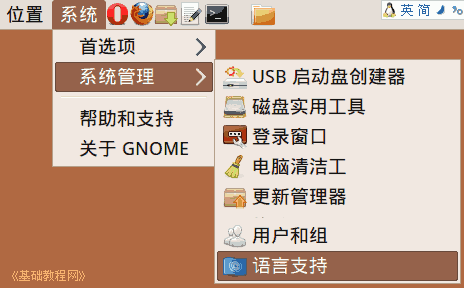 位置 系统 英 简
首选项
系统管理
帮助和支持
关于 GNOME
USB 启动盘创建器
磁盘实用工具
登录窗口
电脑清洁工
更新管理器
用户和组
语言支持
《基础教程网》